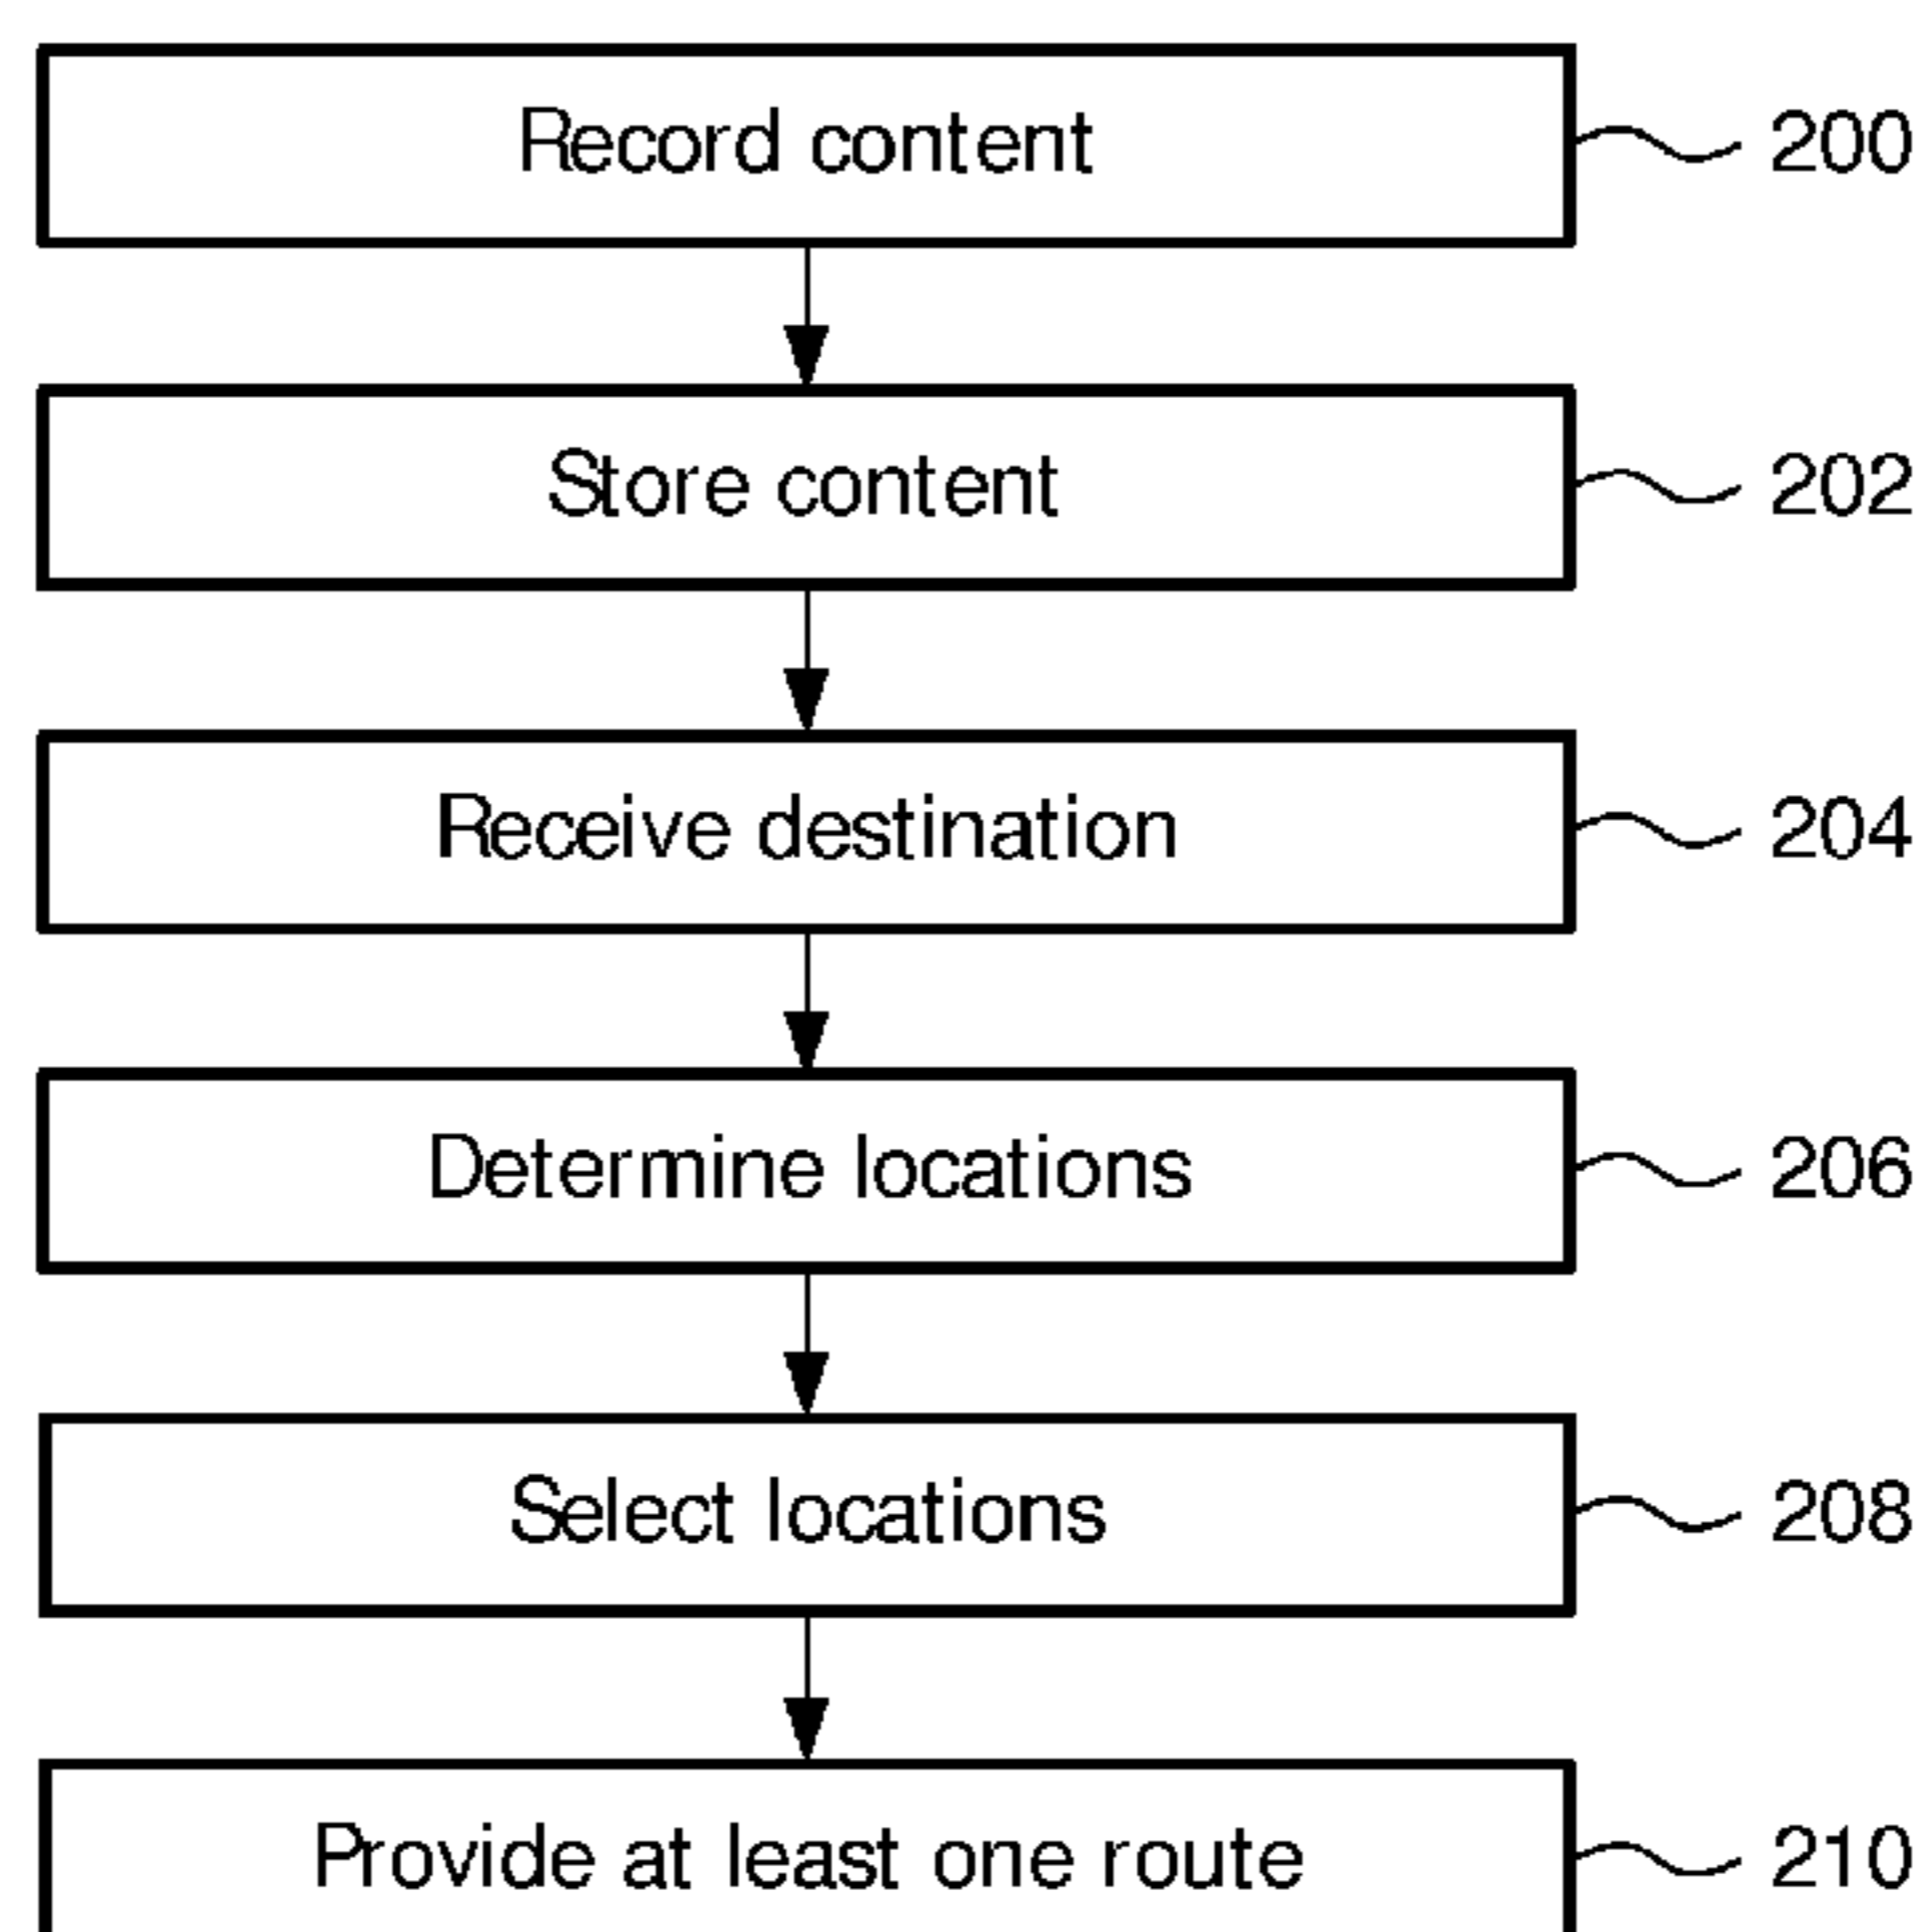 Record content 200
Store content 202
Receive destination 204
Determine locations 206
Select locations 208
Provide at least one route 210